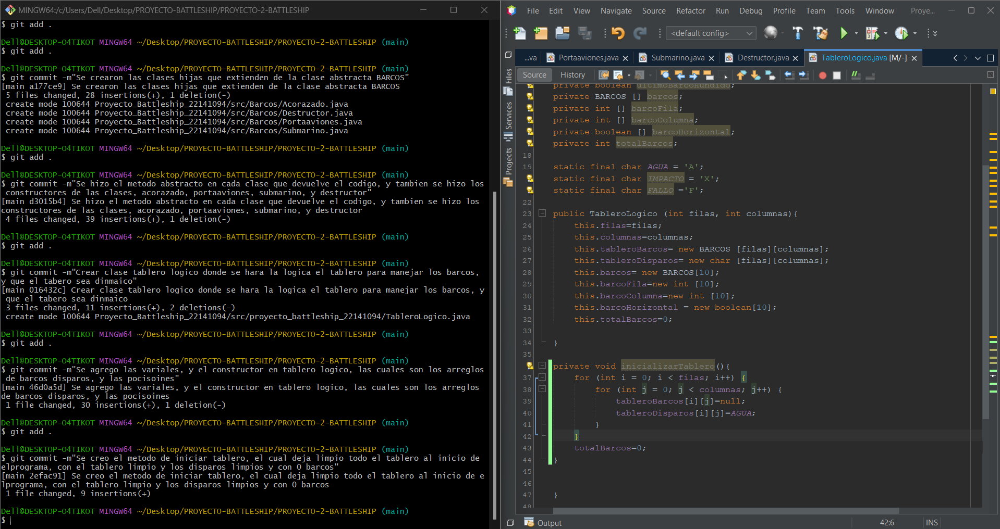 MINGW64:/c/Users/Dell/Desktop/PROYECTO-BATTLESHIP/PROYECTO-2-BATTLESHIP
$ git add .
Dell@DESKTOP-O4TIKOT MINGW64 ~/Desktop/PROYECTO-BATTLESHIP/PROYECTO-2-BATTLESHIP (main)
$ git add .
Dell@DESKTOP-O4TIKOT MINGW64 ~/Desktop/PROYECTO-BATTLESHIP/PROYECTO-2-BATTLESHIP (main)
$ git commit -m"Se crearon las clases hijas que extienden de la clase abstracta BARCOS"
[main a177ce9] Se crearon las clases hijas que extienden de la clase abstracta BARCOS
5 files changed, 28 insertions(+), 1 deletion(-)
create mode 100644 Proyecto_Battleship_22141094/src/Barcos/Acorazado.java
create mode 100644 Proyecto_Battleship_22141094/src/Barcos/Destructor.java
create mode 100644 Proyecto_Battleship_22141094/src/Barcos/Portaaviones.java
create mode 100644 Proyecto_Battleship_22141094/src/Barcos/Submarino.java
Dell@DESKTOP-O4TIKOT MINGW64 ~/Desktop/PROYECTO-BATTLESHIP/PROYECTO-2-BATTLESHIP (main)
$ git add .
Dell@DESKTOP-O4TIKOT MINGW64 ~/Desktop/PROYECTO-BATTLESHIP/PROYECTO-2-BATTLESHIP (main)
$ git commit -m"Se hizo el metodo abstracto en cada clase que devuelve el codigo, y tambien se hizo los
constructores de las clases, acorazado, portaaviones, submarino, y destructor"
[main d3015b4] Se hizo el metodo abstracto en cada clase que devuelve el codigo, y tambien se hizo los
constructores de las clases, acorazado, portaaviones, submarino, y destructor
4 files changed, 39 insertions(+), 1 deletion(-)
Dell@DESKTOP-O4TIKOT MINGW64 ~/Desktop/PROYECTO-BATTLESHIP/PROYECTO-2-BATTLESHIP (main)
$ git add .
Dell@DESKTOP-O4TIKOT MINGW64 ~/Desktop/PROYECTO-BATTLESHIP/PROYECTO-2-BATTLESHIP (main)
$ git commit -m"Crear clase tablero logico donde se hara la logica el tablero para manejar los barcos,
y que el tabero sea dinmaico"
[main 016432c] Crear clase tablero logico donde se hara la logica el tablero para manejar los barcos, y
que el tabero sea dinmaico
3 files changed, 11 insertions(+), 2 deletions(-)
create mode 100644 Proyecto_Battleship_22141094/src/proyecto_battleship_22141094/TableroLogico.java
Dell@DESKTOP-O4TIKOT MINGW64 ~/Desktop/PROYECTO-BATTLESHIP/PROYECTO-2-BATTLESHIP (main)
$ git add .
Dell@DESKTOP-O4TIKOT MINGW64 ~/Desktop/PROYECTO-BATTLESHIP/PROYECTO-2-BATTLESHIP (main)
$ git commit -m"Se agrego las variales, y el constructor en tablero logico, las cuales son los arreglos
de barcos disparos, y las pocisoines"
[main 46d0a5d] Se agrego las variales, y el constructor en tablero logico, las cuales son los arreglos
de barcos disparos, y las pocisoines
1 file changed, 30 insertions(+), 1 deletion(-)
Dell@DESKTOP-O4TIKOT MINGW64 ~/Desktop/PROYECTO-BATTLESHIP/PROYECTO-2-BATTLESHIP (main)
$ git add .
Dell@DESKTOP-O4TIKOT MINGW64 ~/Desktop/PROYECTO-BATTLESHIP/PROYECTO-2-BATTLESHIP (main)
$ git commit -m"Se creo el metodo de iniciar tablero, el cual deja limpio todo el tablero al inicio de
elprograma, con el tablero limpio y los disparos limpios y con 0 barcos"
[main 2efac91] Se creo el metodo de iniciar tablero, el cual deja limpio todo el tablero al inicio de e
lprograma, con el tablero limpio y los disparos limpios y con 0 barcos
1 file changed, 9 insertions(+)
Dell@DESKTOP-O4TIKOT MINGW64 ~/Desktop/PROYECTO-BATTLESHIP/PROYECTO-2-BATTLESHIP (main)
$
File Edit View Navigate Source Refactor Run Debug Profile Team Tools Window Proye...
<default config>
...va Portaaviones.java Submarino.java Destructor.java TableroLogico.java [M/-]
Source History
Files
Services
Projects
private boolean ultimoBarcoHundido;
private BARCOS [] barcos;
private int [] barcoFila;
private int [] barcoColumna;
private boolean [] barcoHorizontal;
private int totalBarcos;
18
19 static final char AGUA = 'A';
static final char IMPACTO = 'X';
static final char FALLO ='F';
22
23 public TableroLogico (int filas, int columnas){
24 this.filas=filas;
25 this.columnas=columnas;
26 this.tableroBarcos= new BARCOS [filas][columnas];
27 this.tableroDisparos= new char [filas][columnas];
28 this.barcos= new BARCOS[10];
29 this.barcoFila=new int [10];
30 this.barcoColumna=new int [10];
31 this.barcoHorizontal = new boolean[10];
32 this.totalBarcos=0;
33
34 }
35
private void inicializarTablero(){
37 for (int i = 0; i < filas; i++) {
38 for (int j = 0; j < columnas; j++) {
39 tableroBarcos[i][j]=null;
40 tableroDisparos[i][j]=AGUA;
41 }
42 }
43 totalBarcos=0;
44 }
45
46
47 }
48
Output
42:6 INS